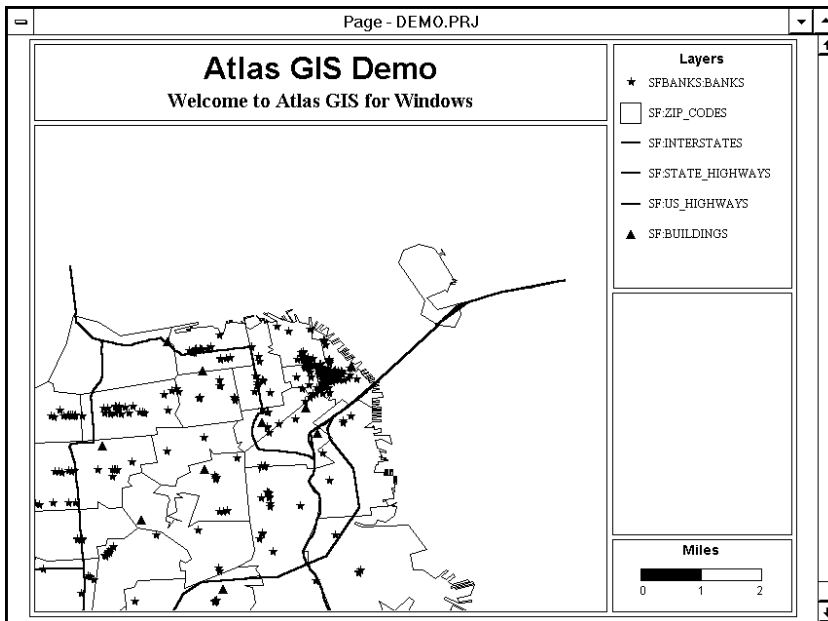 Page - DEMO.PRJ
Atlas GIS Demo
Welcome to Atlas GIS for Windows
Layers
SFBANKS:BANKS
SF:ZIP_CODES
SF:INTERSTATES
SF:STATE_HIGHWAYS
SF:US_HIGHWAYS
SF:BUILDINGS
Miles
0 1 2